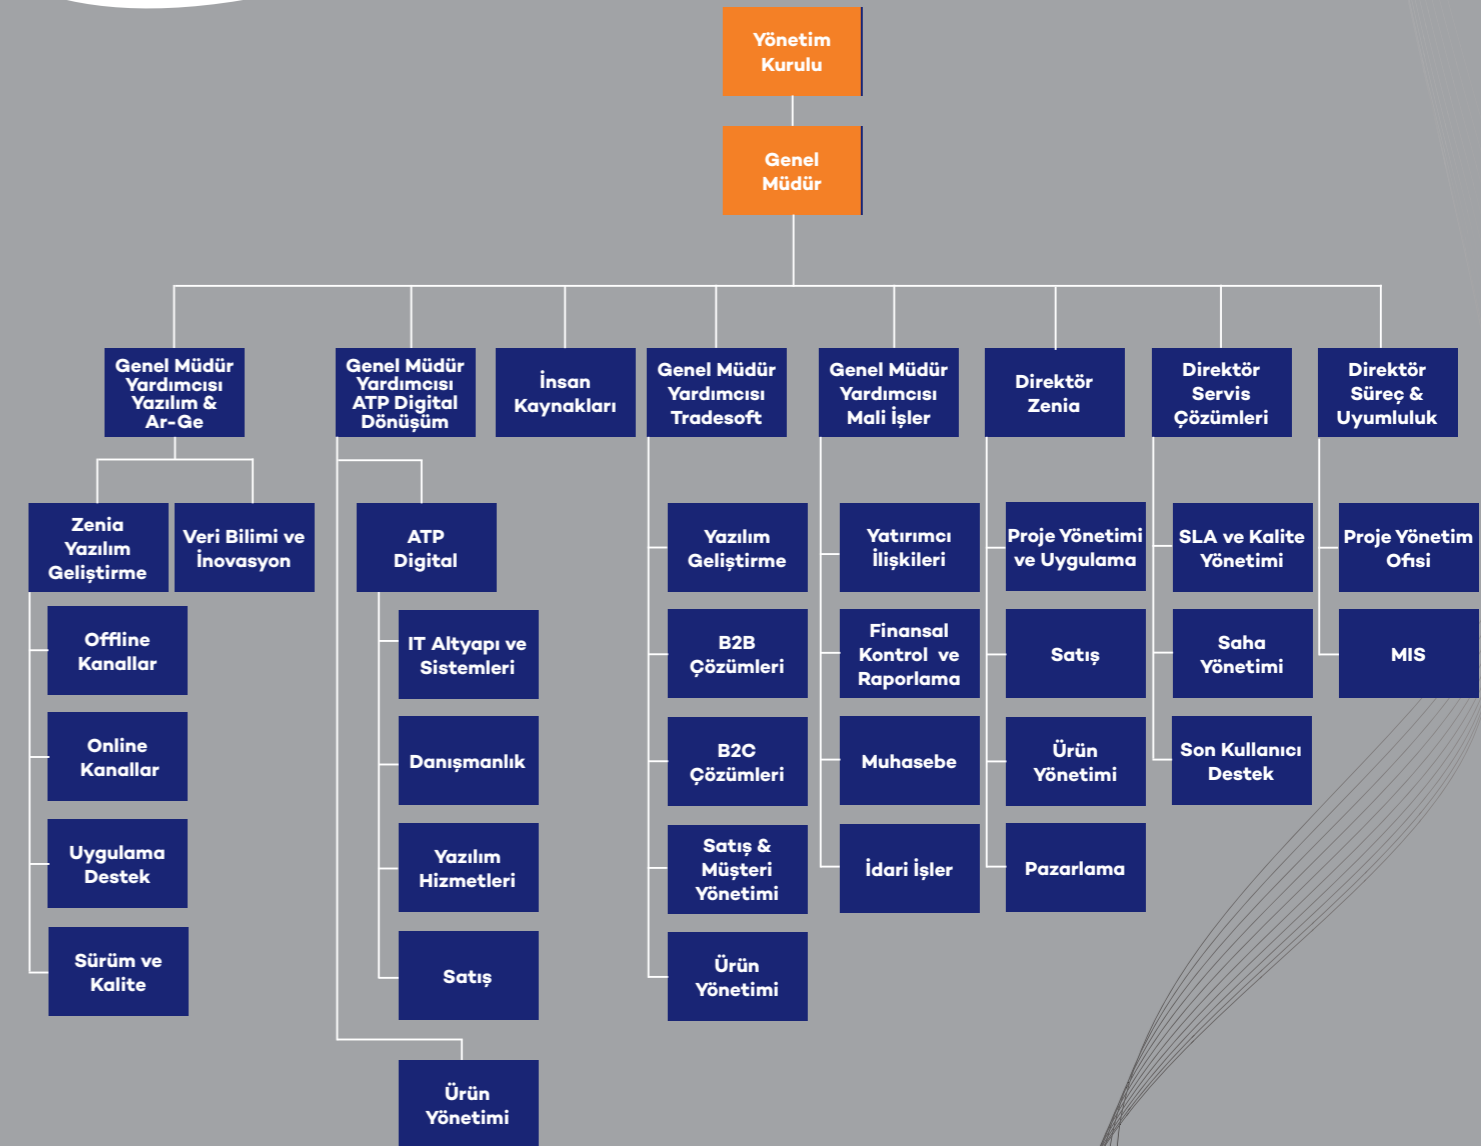 Yönetim
Kurulu
Genel
Müdür
Genel Müdür
Yardımcısı
Yazılım &
Ar-Ge
Genel Müdür
Yardımcısı
ATP Digital
Dönüşüm
İnsan
Kaynakları
Genel Müdür
Yardımcısı
Tradesoft
Genel Müdür
Yardımcısı
Mali İşler
Direktör
Zenia
Direktör
Servis
Çözümleri
Direktör
Süreç &
Uyumluluk
Zenia
Yazılım
Geliştirme
Veri Bilimi ve
İnovasyon
ATP
Digital
Yazılım
Geliştirme
Yatırımcı
İlişkileri
Proje Yönetimi
ve Uygulama
SLA ve Kalite
Yönetimi
Proje Yönetim
Ofisi
Offline
Kanallar
IT Altyapı ve
Sistemleri
B2B
Çözümleri
Finansal
Kontrol ve
Raporlama
Satış
Saha
Yönetimi
MIS
Online
Kanallar
Danışmanlık
B2C
Çözümleri
Muhasebe
Ürün
Yönetimi
Son Kullanıcı
Destek
Uygulama
Destek
Yazılım
Hizmetleri
Satış &
Müşteri
Yönetimi
İdari İşler
Pazarlama
Sürüm ve
Kalite
Satış
Ürün
Yönetimi
Ürün
Yönetimi